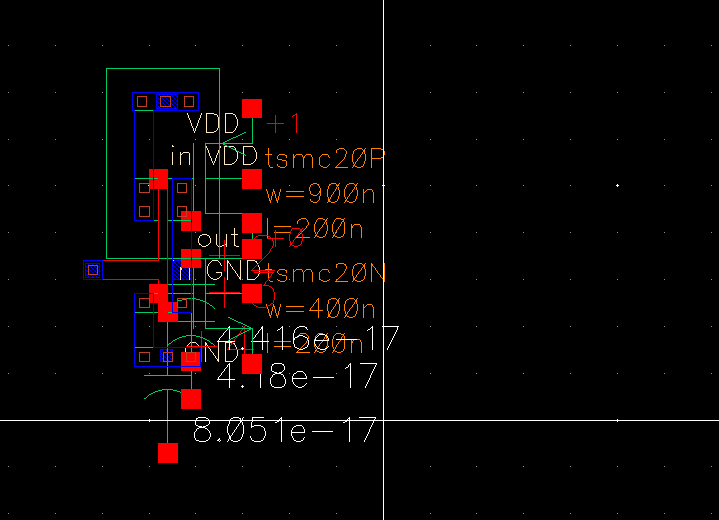 VDD +1
in VDD tsmc20P
w=900n
l=200n
out +0
in GND tsmc20N
w=400n
4.416e-17 l=200n
GND
4.18e-17
8.051e-17